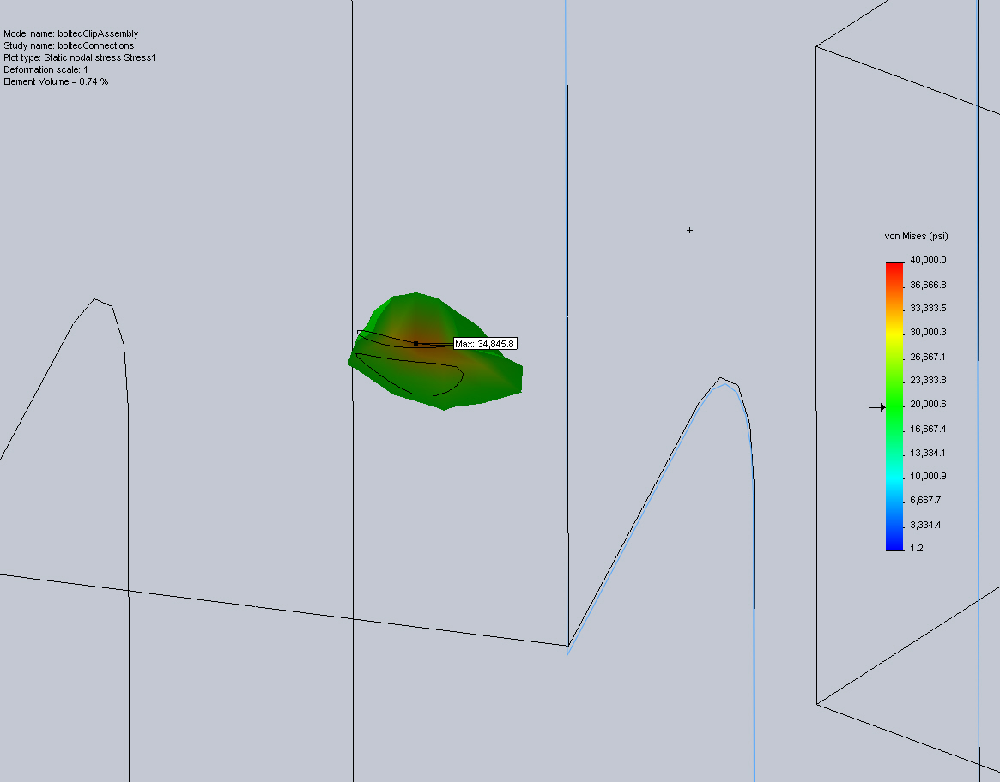 Model name: boltedClipAssembly
Study name: boltedConnections
Plot type: Static nodal stress Stress1
Deformation scale: 1
Element Volume = 0.74 %
von Mises (psi)
40,000.0
36,666.8
33,333.5
30,000.3
26,667.1
23,333.8
20,000.6
16,667.4
13,334.1
10,000.9
6,667.7
3,334.4
1.2
Max: 34,845.8